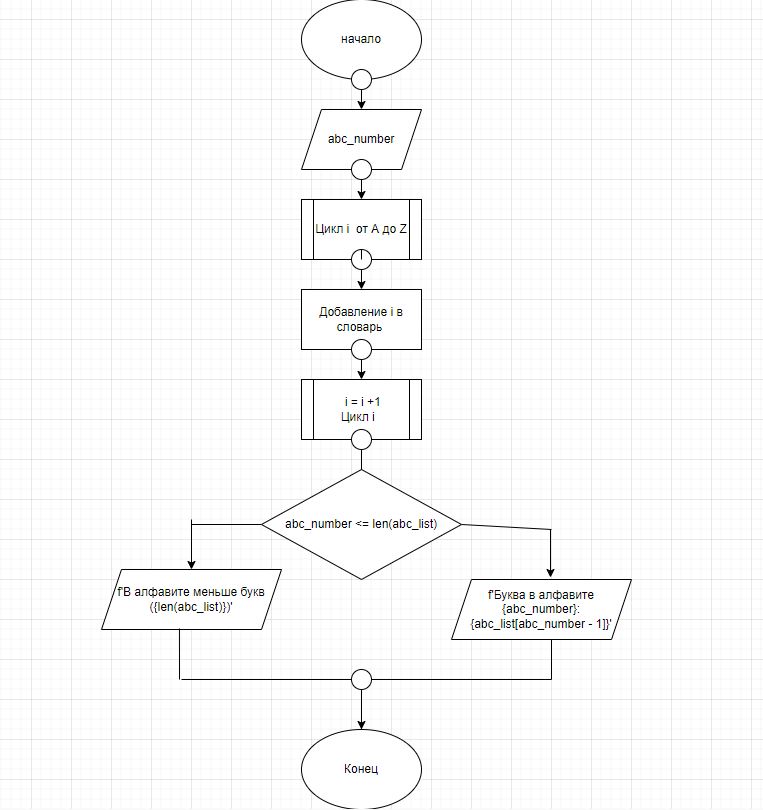 начало
abc_number
Цикл i от A до Z
Добавление i в
словарь
i = i +1
Цикл i
abc_number <= len(abc_list)
f'В алфавите меньше букв
({len(abc_list)})'
f'Буква в алфавите
{abc_number}:
{abc_list[abc_number - 1]}'
Конец